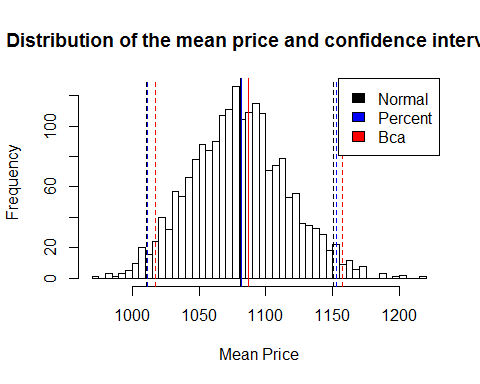 Distribution of the mean price and confidence interv
Normal
Percent
Bca
Frequency
100
60
20
0
1000 1050 1100 1150 1200
Mean Price